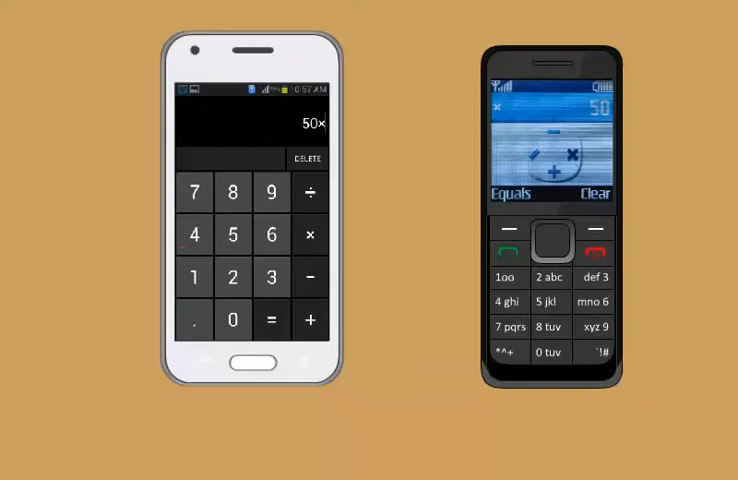 10:57 AM
50×
DELETE
7 8 9 ÷
4 5 6 ×
1 2 3 −
. 0 = +
× 50
− ÷ × +
Equals Clear
1oo 2 abc def 3
4 ghi 5 jkl mno 6
7 pqrs 8 tuv xyz 9
*^+ 0 tuv `!#